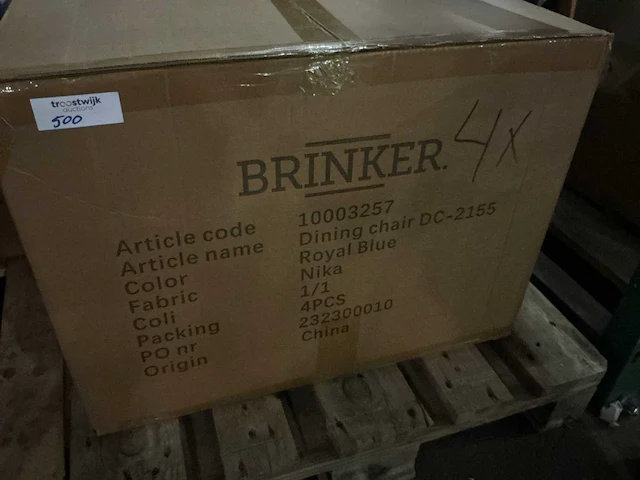 troostwijk
auctions
500
BRINKER. 4x
Article code 10003257
Article name Dining chair DC-2155
Color Royal Blue
Fabric Nika
Coli 1/1
Packing 4PCS
PO nr 232300010
Origin China